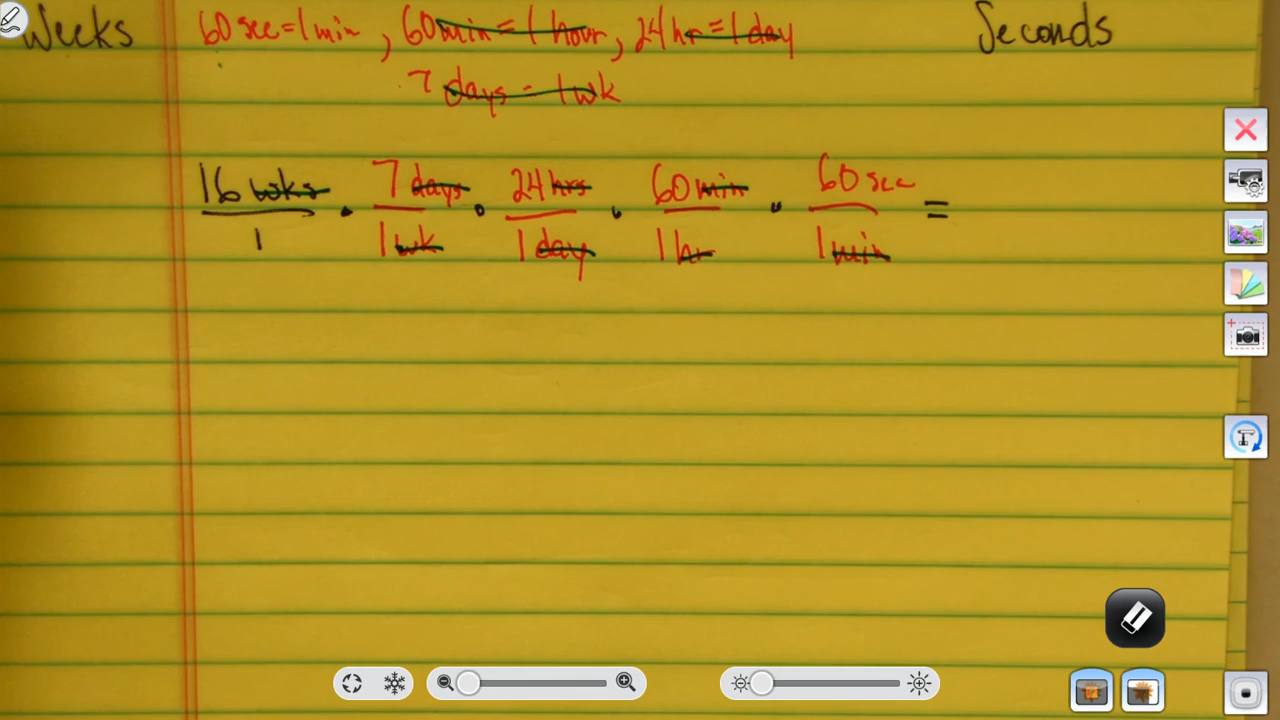 Weeks 60 sec = 1 min, 60 min = 1 hour, 24 hr = 1 day Seconds
7 days = 1 wk
16 wks · 7 days · 24 hrs · 60 min · 60 sec =
1 1 wk 1 day 1 hr 1 min